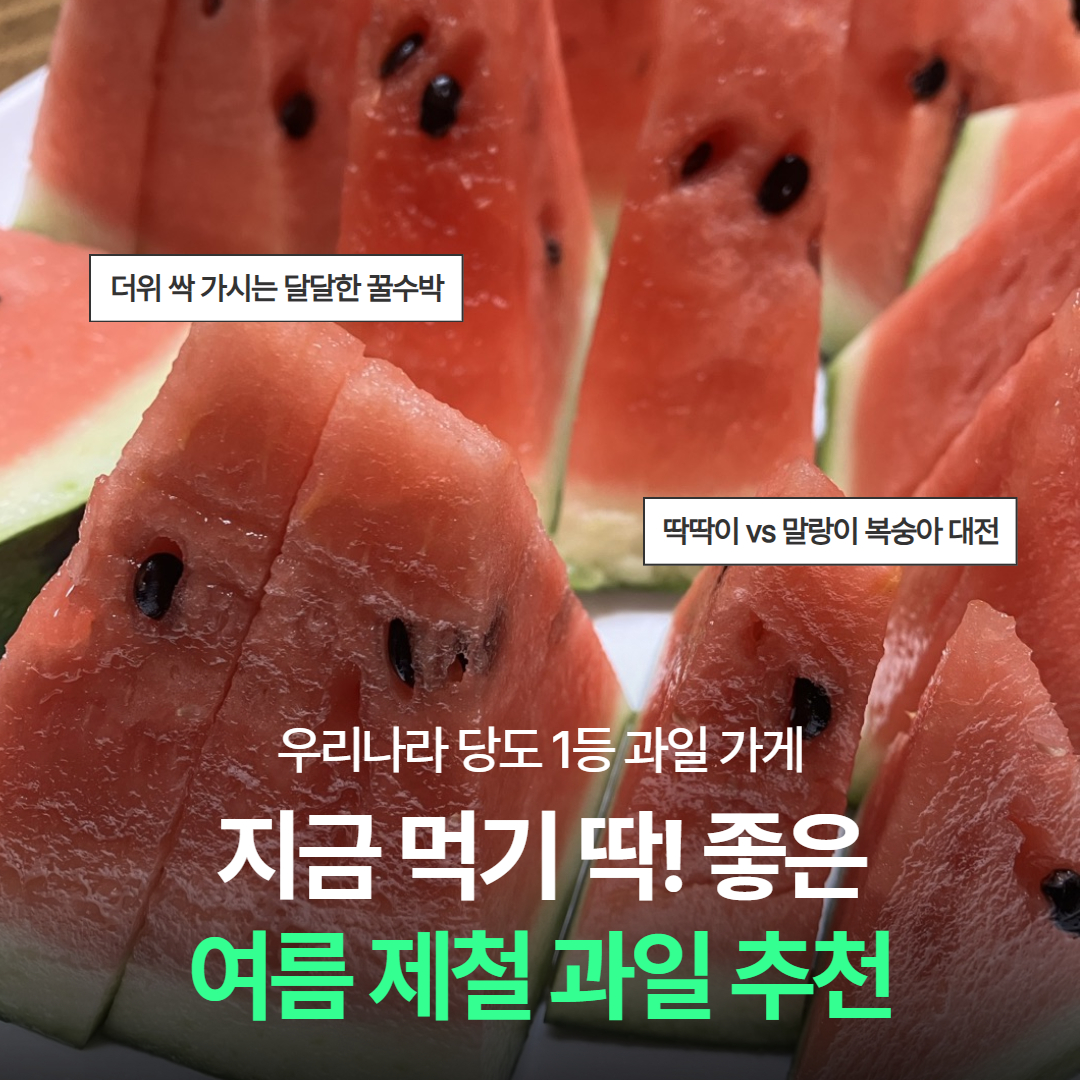 더위 싹 가시는 달달한 꿀수박
딱딱이 vs 말랑이 복숭아 대전
우리나라 당도 1등 과일 가게
지금 먹기 딱! 좋은
여름 제철 과일 추천